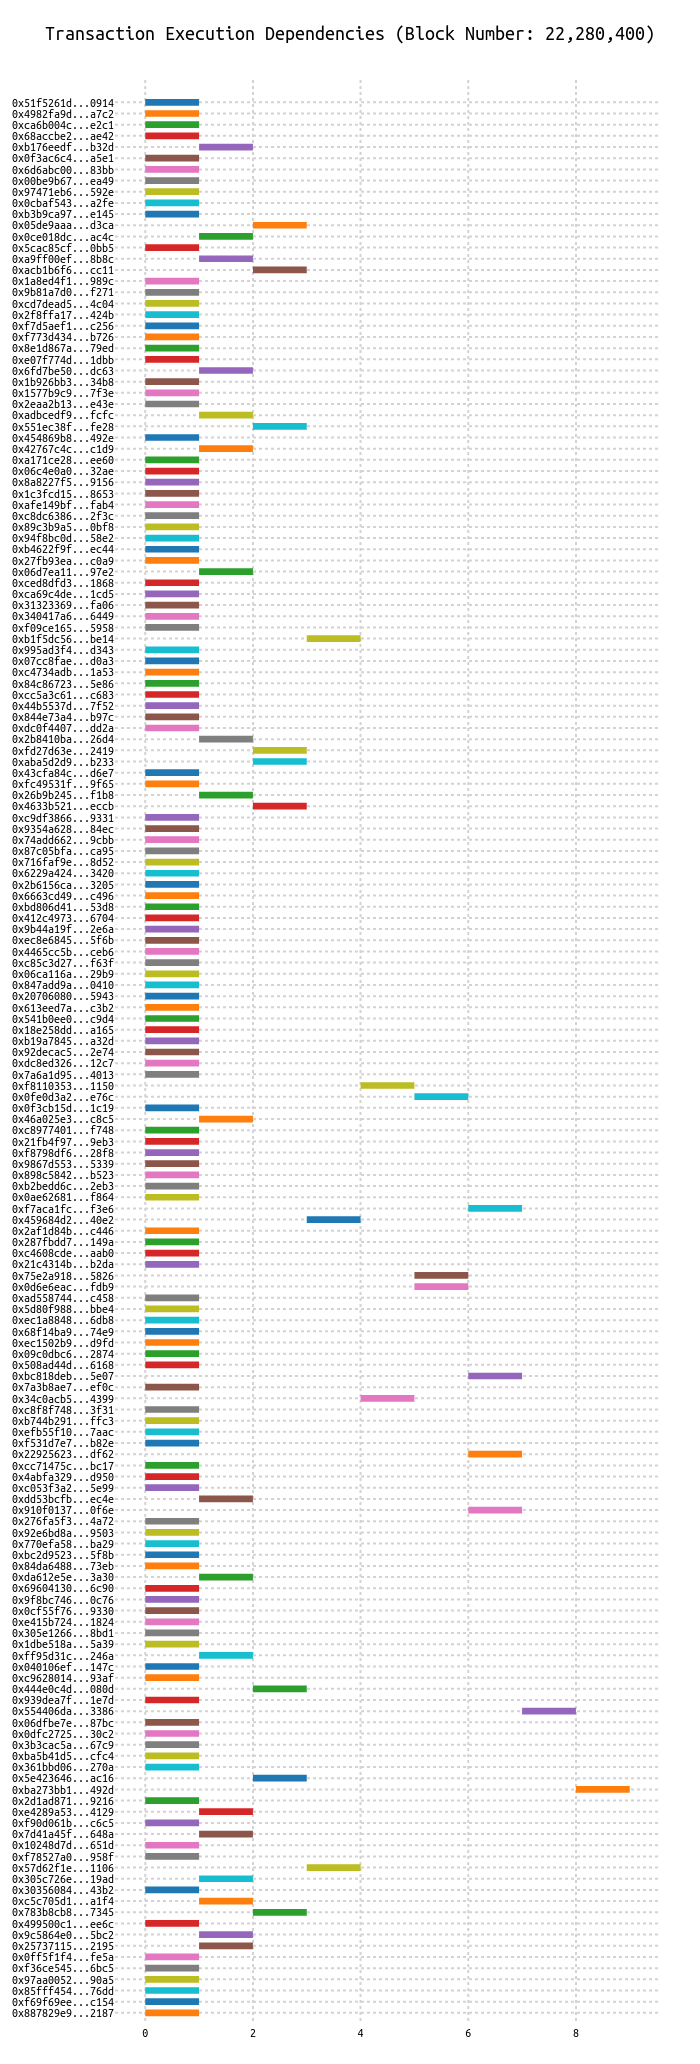 Transaction Execution Dependencies (Block Number: 22,280,400)
0x51f5261d...0914
0x4982fa9d...a7c2
0xca6b004c...e2c1
0x68accbe2...ae42
0xb176eedf...b32d
0x0f3ac6c4...a5e1
0x6d6abc00...83bb
0x00be9b67...ea49
0x97471eb6...592e
0x0cbaf543...a2fe
0xb3b9ca97...e145
0x05de9aaa...d3ca
0x0ce018dc...ac4c
0x5cac85cf...0bb5
0xa9ff00ef...8b8c
0xacb1b6f6...cc11
0x1a8ed4f1...989c
0x9b81a7d0...f271
0xcd7dead5...4c04
0x2f8ffa17...424b
0xf7d5aef1...c256
0xf773d434...b726
0x8e1d867a...79ed
0xe07f774d...1dbb
0x6fd7be50...dc63
0x1b926bb3...34b8
0x1577b9c9...7f3e
0x2eaa2b13...e43e
0xadbcedf9...fcfc
0x551ec38f...fe28
0x454869b8...492e
0x42767c4c...c1d9
0xa171ce28...ee60
0x06c4e0a0...32ae
0x8a8227f5...9156
0x1c3fcd15...8653
0xafe149bf...fab4
0xc8dc6386...2f3c
0x89c3b9a5...0bf8
0x94f8bc0d...58e2
0xb4622f9f...ec44
0x27fb93ea...c0a9
0x06d7ea11...97e2
0xced8dfd3...1868
0xca69c4de...1cd5
0x31323369...fa06
0x340417a6...6449
0xf09ce165...5958
0xb1f5dc56...be14
0x995ad3f4...d343
0x07cc8fae...d0a3
0xc4734adb...1a53
0x84c86723...5e86
0xcc5a3c61...c683
0x44b5537d...7f52
0x844e73a4...b97c
0xdc0f4407...dd2a
0x2b8410ba...26d4
0xfd27d63e...2419
0xaba5d2d9...b233
0x43cfa84c...d6e7
0xfc49531f...9f65
0x26b9b245...f1b8
0x4633b521...eccb
0xc9df3866...9331
0x9354a628...84ec
0x74add662...9cbb
0x87c05bfa...ca95
0x716faf9e...8d52
0x6229a424...3420
0x2b6156ca...3205
0x6663cd49...c496
0xbd806d41...53d8
0x412c4973...6704
0x9b44a19f...2e6a
0xec8e6845...5f6b
0x4465cc5b...ceb6
0xc85c3d27...f63f
0x06ca116a...29b9
0x847add9a...0410
0x20706080...5943
0x613eed7a...c3b2
0x541b0ee0...c9d4
0x18e258dd...a165
0xb19a7845...a32d
0x92decac5...2e74
0xdc8ed326...12c7
0x7a6a1d95...4013
0xf8110353...1150
0x0fe0d3a2...e76c
0x0f3cb15d...1c19
0x46a025e3...c8c5
0xc8977401...f748
0x21fb4f97...9eb3
0xf8798df6...28f8
0x9867d553...5339
0x898c5842...b523
0xb2bedd6c...2eb3
0x0ae62681...f864
0xf7aca1fc...f3e6
0x459684d2...40e2
0x2af1d84b...c446
0x287fbdd7...149a
0xc4608cde...aab0
0x21c4314b...b2da
0x75e2a918...5826
0x0d6e6eac...fdb9
0xad558744...c458
0x5d80f988...bbe4
0xec1a8848...6db8
0x68f14ba9...74e9
0xec1502b9...d9fd
0x09c0dbc6...2874
0x508ad44d...6168
0xbc818deb...5e07
0x7a3b8ae7...ef0c
0x34c0acb5...4399
0xc8f8f748...3f31
0xb744b291...ffc3
0xefb55f10...7aac
0xf531d7e7...b82e
0x22925623...df62
0xcc71475c...bc17
0x4abfa329...d950
0xc053f3a2...5e99
0xdd53bcfb...ec4e
0x910f0137...0f6e
0x276fa5f3...4a72
0x92e6bd8a...9503
0x770efa58...ba29
0xbc2d9523...5f8b
0x84da6488...73eb
0xda612e5e...3a30
0x69604130...6c90
0x9f8bc746...0c76
0x0cf55f76...9330
0xe415b724...1824
0x305e1266...8bd1
0x1dbe518a...5a39
0xff95d31c...246a
0x040106ef...147c
0xc9628014...93af
0x444e0c4d...080d
0x939dea7f...1e7d
0x554406da...3386
0x06dfbe7e...87bc
0x0dfc2725...30c2
0x3b3cac5a...67c9
0xba5b41d5...cfc4
0x361bbd06...270a
0x5e423646...ac16
0xba273bb1...492d
0x2d1ad871...9216
0xe4289a53...4129
0xf90d061b...c6c5
0x7d41a45f...648a
0x10248d7d...651d
0xf78527a0...958f
0x57d62f1e...1106
0x305c726e...19ad
0x30356084...43b2
0xc5c705d1...a1f4
0x783b8cb8...7345
0x499500c1...ee6c
0x9c5864e0...5bc2
0x25737115...2195
0x0ff5f1f4...fe5a
0xf36ce545...6bc5
0x97aa0052...90a5
0x85fff454...76dd
0xf69f69ee...c154
0x887829e9...2187
0 2 4 6 8